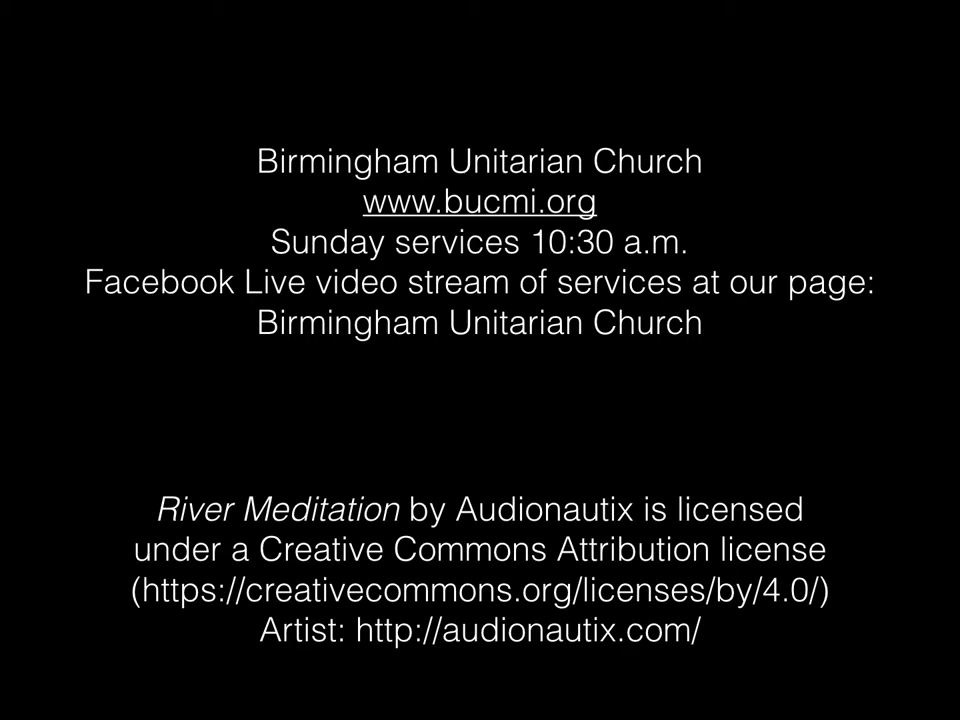 Birmingham Unitarian Church
www.bucmi.org
Sunday services 10:30 a.m.
Facebook Live video stream of services at our page:
Birmingham Unitarian Church
River Meditation by Audionautix is licensed
under a Creative Commons Attribution license
(https://creativecommons.org/licenses/by/4.0/)
Artist: http://audionautix.com/